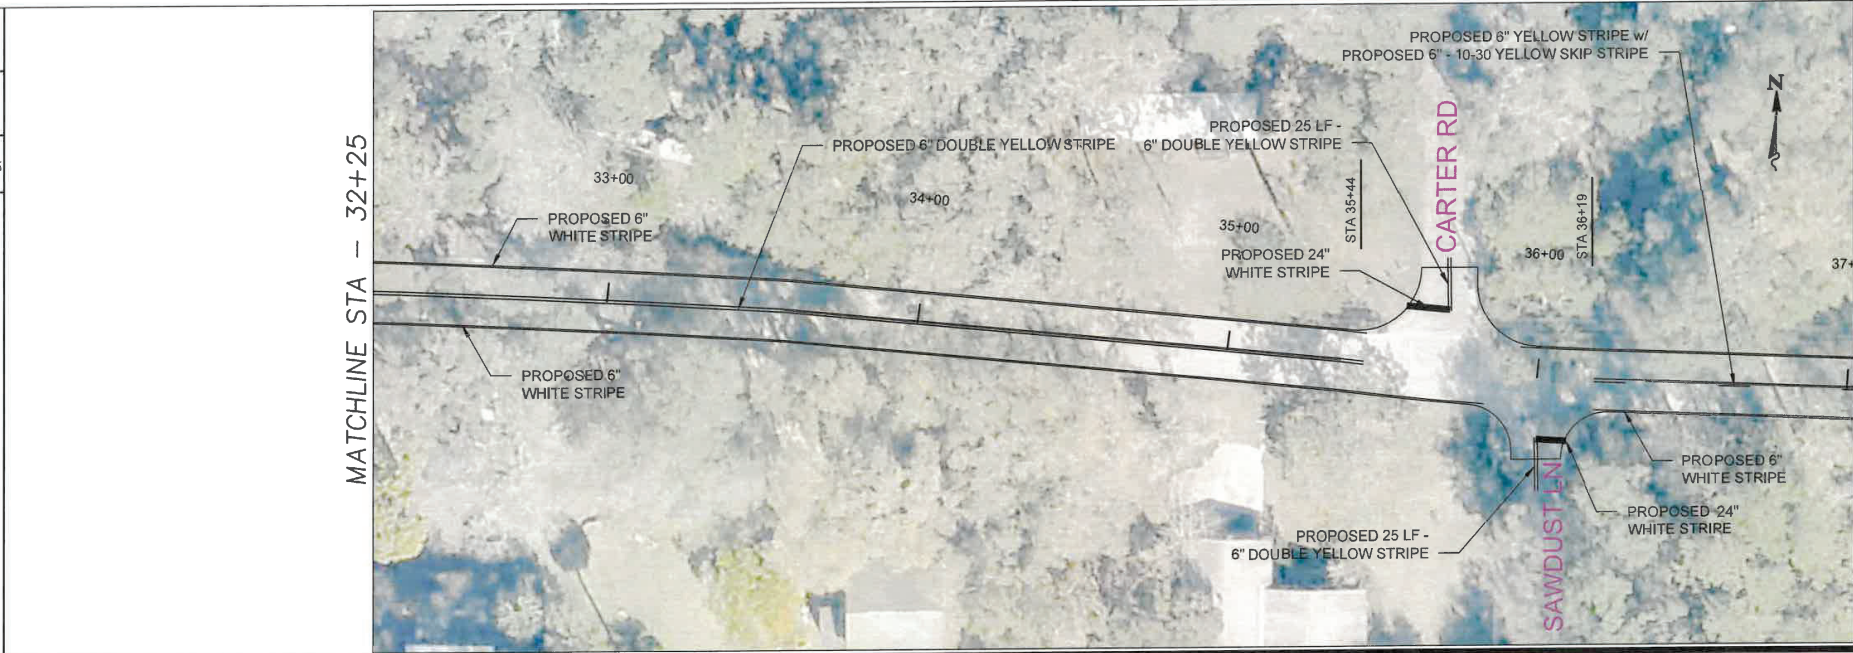 MATCHLINE STA - 32+25
PROPOSED 6"
WHITE STRIPE
33+00
PROPOSED 6" DOUBLE YELLOW STRIPE
34+00
PROPOSED 25 LF -
6" DOUBLE YELLOW STRIPE
35+00
PROPOSED 24"
WHITE STRIPE
STA 35+44
CARTER RD
PROPOSED 6" YELLOW STRIPE w/
PROPOSED 6" - 10-30 YELLOW SKIP STRIPE
36+00
STA 36+19
N
37+
PROPOSED 6"
WHITE STRIPE
PROPOSED 25 LF -
6" DOUBLE YELLOW STRIPE
SAWDUST LN
PROPOSED 6"
WHITE STRIPE
PROPOSED 24"
WHITE STRIPE